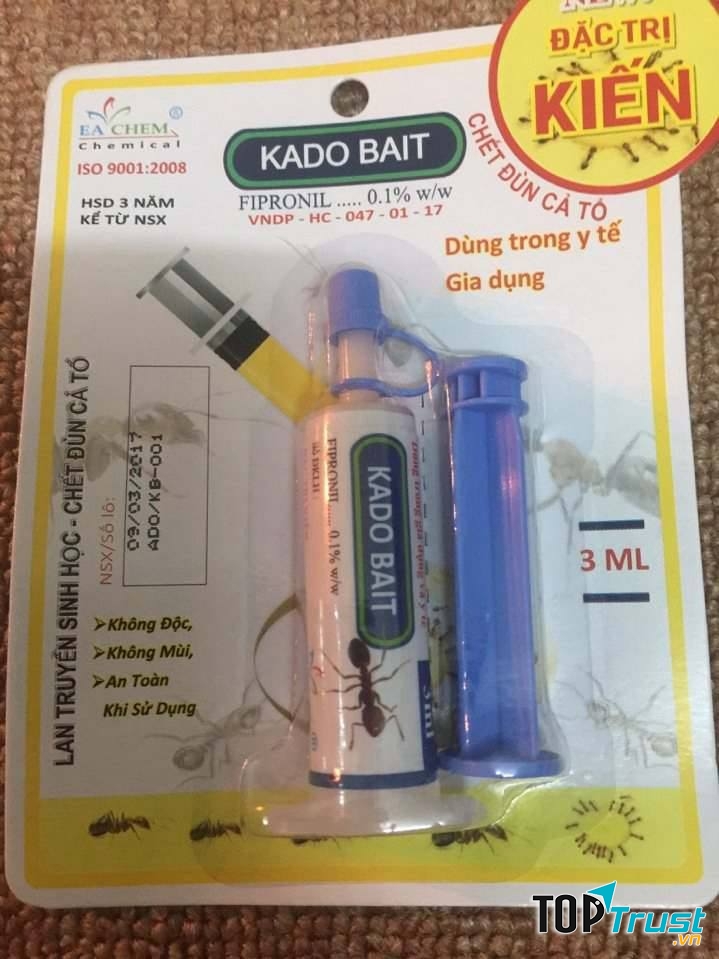 NEW
ĐẶC TRỊ
KIẾN
CHẾT ĐÙN CẢ TỔ
EA CHEM ®
Chemical
ISO 9001:2008
HSD 3 NĂM
KỂ TỪ NSX
KADO BAIT
FIPRONIL ..... 0.1% w/w
VNDP - HC - 047 - 01 - 17
Dùng trong y tế
Gia dụng
LAN TRUYỀN SINH HỌC - CHẾT ĐÙN CẢ TỔ
NSX/Số lô:
09/03/2017
ADO/KB-001
Không Độc,
Không Mùi,
An Toàn
Khi Sử Dụng
KADO BAIT
FIPRONIL ..... 0.1% w/w
Số ĐKLH:
3ml
3 ML
TOPTrust.vn